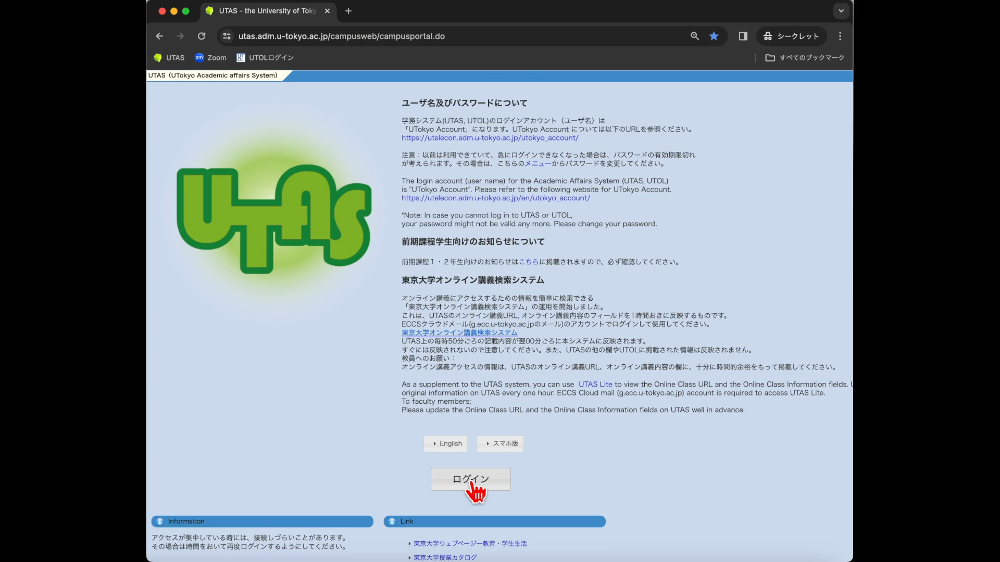 UTAS - the University of Toky
utas.adm.u-tokyo.ac.jp/campusweb/campusportal.do
シークレット
UTAS
zm Zoom
UT OL UTOLログイン
すべてのブックマーク
UTAS（UTokyo Academic affairs System）
UTAS
ユーザ名及びパスワードについて
学務システム(UTAS, UTOL)のログインアカウント（ユーザ名）は
「UTokyo Account」になります。UTokyo Account については以下のURLを参照ください。
https://utelecon.adm.u-tokyo.ac.jp/utokyo_account/
注意：以前は利用できていて、急にログインできなくなった場合は、パスワードの有効期限切れ
が考えられます。その場合は、こちらのメニューからパスワードを変更してください。
The login account (user name) for the Academic Affairs System (UTAS, UTOL)
is "UTokyo Account". Please refer to the following website for UTokyo Account.
https://utelecon.adm.u-tokyo.ac.jp/en/utokyo_account/
*Note: In case you cannot log in to UTAS or UTOL,
your password might not be valid any more. Please change your password.
前期課程学生向けのお知らせについて
前期課程１・２年生向けのお知らせはこちらに掲載されますので、必ず確認してください。
東京大学オンライン講義検索システム
オンライン講義にアクセスするための情報を簡単に検索できる
「東京大学オンライン講義検索システム」の運用を開始しました。
これは、UTASのオンライン講義URL, オンライン講義内容のフィールドを1時間おきに反映するものです。
ECCSクラウドメール(g.ecc.u-tokyo.ac.jpのメール)のアカウントでログインして使用してください。
東京大学オンライン講義検索システム
UTAS上の毎時50分ごろの記載内容が翌00分ごろに本システムに反映されます。
すぐには反映されないので注意してください。また、UTASの他の欄やUTOLに掲載された情報は反映されません。
教員へのお願い：
オンライン講義アクセスの情報は、UTASのオンライン講義URL、オンライン講義内容の欄に、十分に時間的余裕をもって掲載してください。
As a supplement to the UTAS system, you can use UTAS Lite to view the Online Class URL and the Online Class Information fields.
original information on UTAS every one hour. ECCS Cloud mail (g.ecc.u-tokyo.ac.jp) account is required to access UTAS Lite.
To faculty members;
Please update the Online Class URL and the Online Class Information fields on UTAS well in advance.
English
スマホ版
ログイン
Information
アクセスが集中している時には、接続しづらいことがあります。
その場合は時間をおいて再度ログインするようにしてください。
Link
東京大学ウェブページー教育・学生生活
東京大学授業カタログ